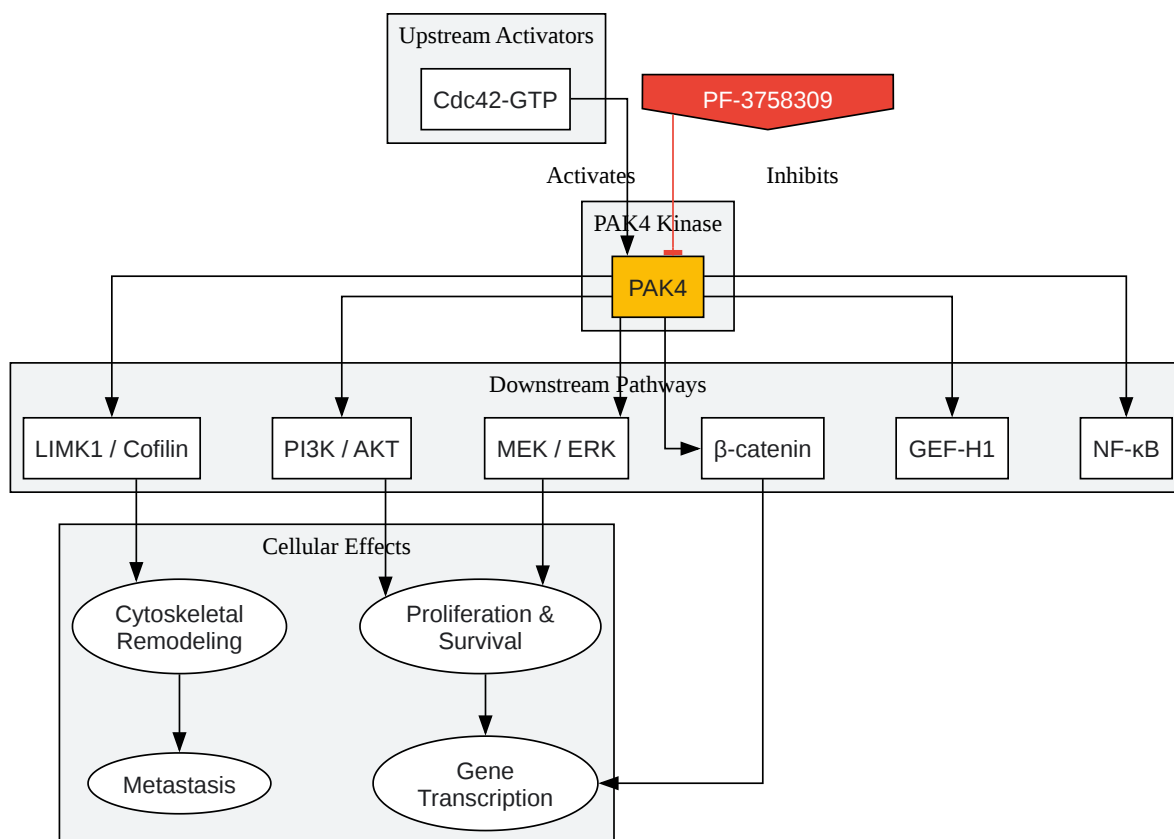 Upstream Activators
Cdc42-GTP
PF-3758309
Activates
Inhibits
PAK4 Kinase
PAK4
Downstream Pathways
LIMK1 / Cofilin
PI3K / AKT
MEK / ERK
β-catenin
GEF-H1
NF-κB
Cellular Effects
Cytoskeletal
Remodeling
Proliferation &
Survival
Metastasis
Gene
Transcription